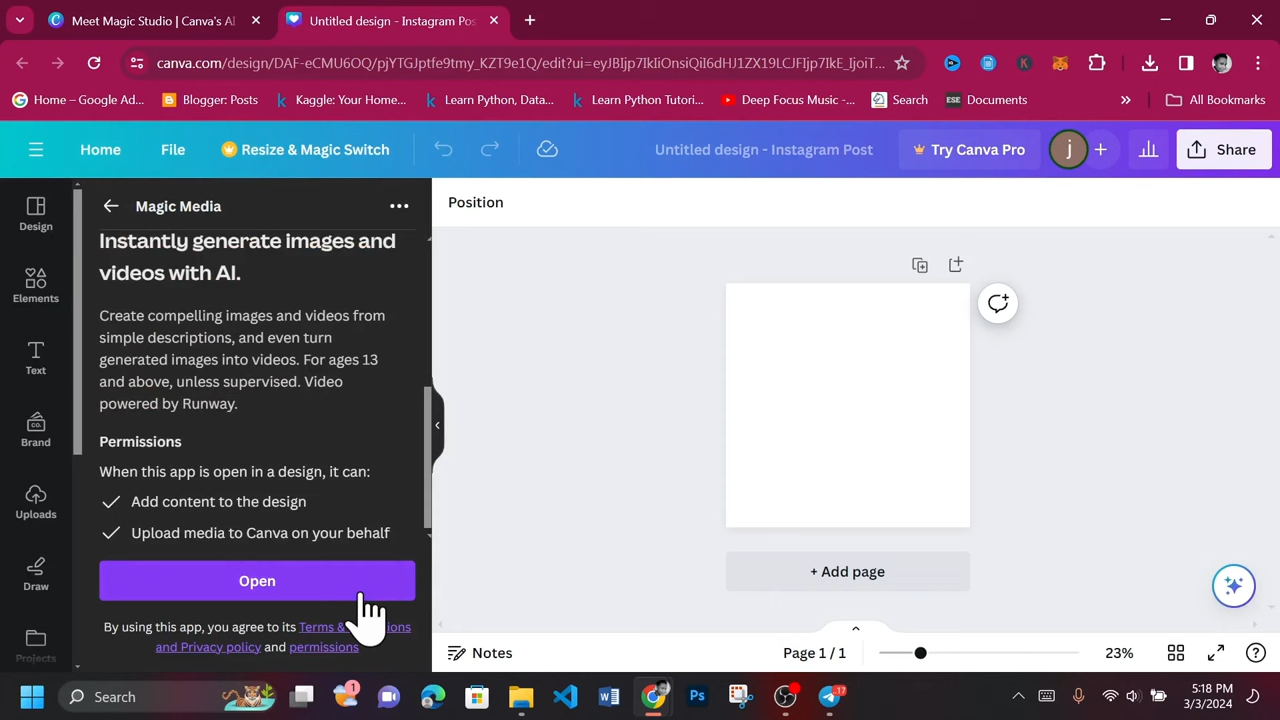 Meet Magic Studio | Canva's AI
Untitled design - Instagram Pos
canva.com/design/DAF-eCMU6OQ/pjYTGJptfe9tmy_KZT9e1Q/edit?ui=eyJBIjp7IkIiOnsiQiI6dHJ1ZX19LCJFIjp7IkE_IjoiT...
Home – Google Ad...
Blogger: Posts
Kaggle: Your Home...
Learn Python, Data...
Learn Python Tutori...
Deep Focus Music -...
Search
ESE Documents
All Bookmarks
Home
File
Resize & Magic Switch
Untitled design - Instagram Post
Try Canva Pro
j
Share
Design
Elements
Text
CO.
Brand
Uploads
Draw
Projects
Magic Media
Instantly generate images and
videos with AI.
Create compelling images and videos from
simple descriptions, and even turn
generated images into videos. For ages 13
and above, unless supervised. Video
powered by Runway.
Permissions
When this app is open in a design, it can:
Add content to the design
Upload media to Canva on your behalf
Open
By using this app, you agree to its Terms &
and Privacy policy and permissions
Position
+ Add page
Notes
Page 1 / 1
23%
Search
1
Ps
17
5:18 PM
3/3/2024